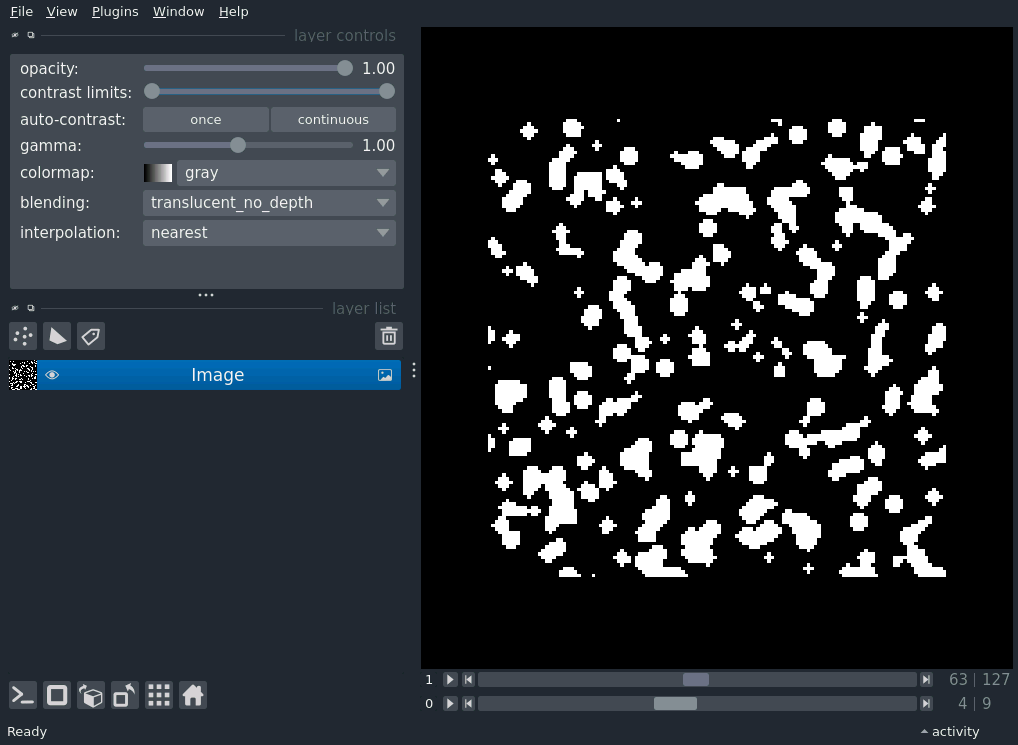 File View Plugins Window Help
layer controls
opacity: 1.00
contrast limits:
auto-contrast: once continuous
gamma: 1.00
colormap: gray
blending: translucent_no_depth
interpolation: nearest
layer list
Image
1 63 | 127
0 4 | 9
Ready activity